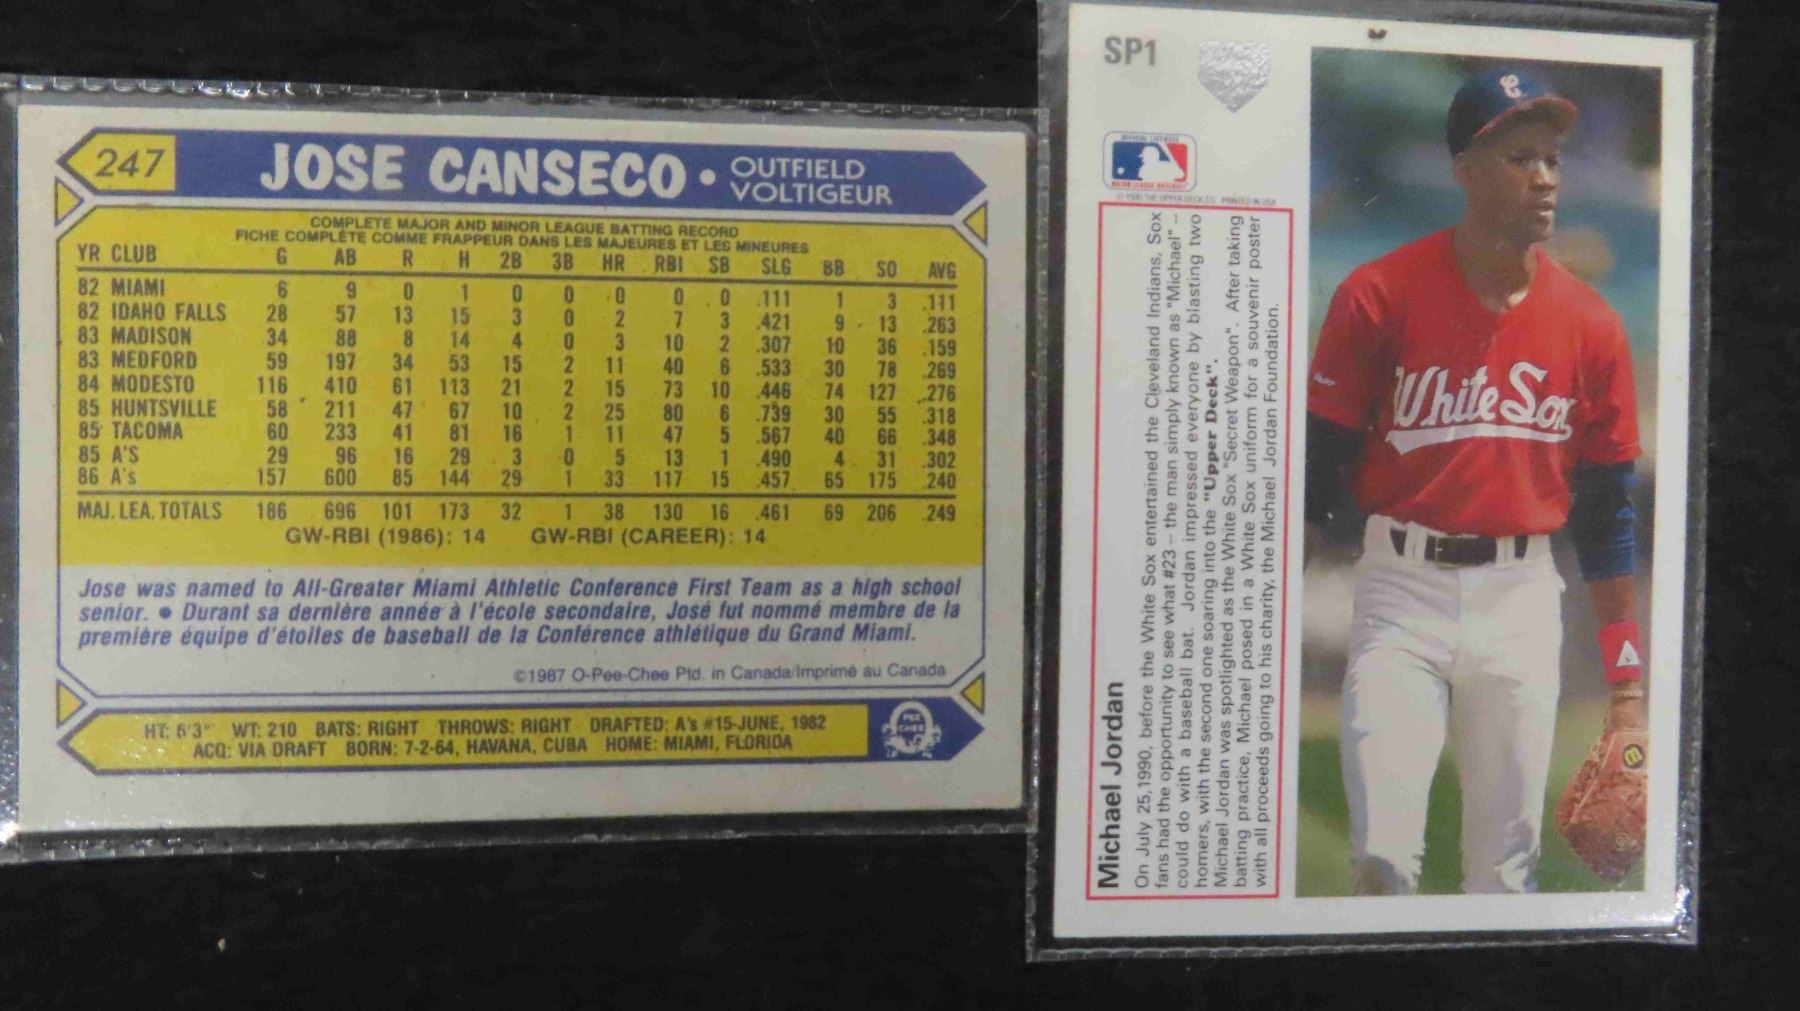 247
JOSE CANSECO • OUTFIELD
VOLTIGEUR
COMPLETE MAJOR AND MINOR LEAGUE BATTING RECORD
FICHE COMPLÈTE COMME FRAPPEUR DANS LES MAJEURES ET LES MINEURES
YR CLUB G AB R H 2B 3B HR RBI SB SLG BB SO AVG
82 MIAMI 6 9 0 1 0 0 0 0 0 .111 1 3 .111
82 IDAHO FALLS 28 57 13 15 3 0 2 7 3 .421 9 13 .263
83 MADISON 34 88 8 14 4 0 3 10 2 .307 10 36 .159
83 MEDFORD 59 197 34 53 15 2 11 40 6 .533 30 78 .269
84 MODESTO 116 410 61 113 21 2 15 73 10 .446 74 127 .276
85 HUNTSVILLE 58 211 47 67 10 2 25 80 6 .739 30 55 .318
85 TACOMA 60 233 41 81 16 1 11 47 5 .567 40 66 .348
85 A'S 29 96 16 29 3 0 5 13 1 .490 4 31 .302
86 A's 157 600 85 144 29 1 33 117 15 .457 65 175 .240
MAJ. LEA. TOTALS 186 696 101 173 32 1 38 130 16 .461 69 206 .249
GW-RBI (1986): 14 GW-RBI (CAREER): 14
Jose was named to All-Greater Miami Athletic Conference First Team as a high school
senior. • Durant sa dernière année à l'école secondaire, José fut nommé membre de la
première équipe d'étoiles de baseball de la Conférence athlétique du Grand Miami.
©1987 O-Pee-Chee Ptd. in Canada/Imprimé au Canada
HT: 6'3" WT: 210 BATS: RIGHT THROWS: RIGHT DRAFTED: A's #15-JUNE, 1982
ACQ: VIA DRAFT BORN: 7-2-64, HAVANA, CUBA HOME: MIAMI, FLORIDA
PEE
CHEE
SP1
OFFICIAL LICENSEE
MAJOR LEAGUE BASEBALL
© 1990 THE UPPER DECK CO. PRINTED IN USA
Michael Jordan
On July 25,1990, before the White Sox entertained the Cleveland Indians, Sox
fans had the opportunity to see what #23 -- the man simply known as "Michael" --
could do with a baseball bat. Jordan impressed everyone by blasting two
homers, with the second one soaring into the "Upper Deck".
Michael Jordan was spotlighted as the White Sox "Secret Weapon". After taking
batting practice, Michael posed in a White Sox uniform for a souvenir poster
with all proceeds going to his charity, the Michael Jordan Foundation.
C
White Sox